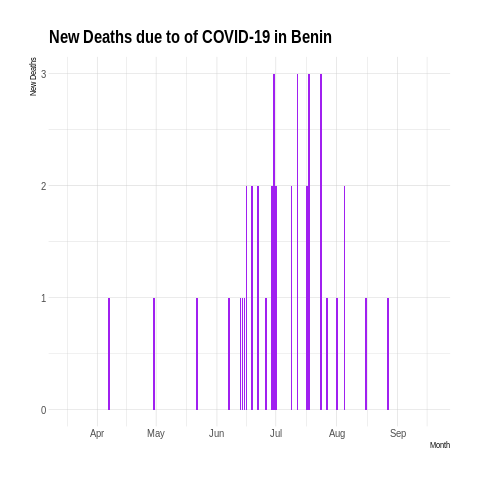 New Deaths due to of COVID-19 in Benin
New Deaths
3
2
1
0
Apr May Jun Jul Aug Sep
Month